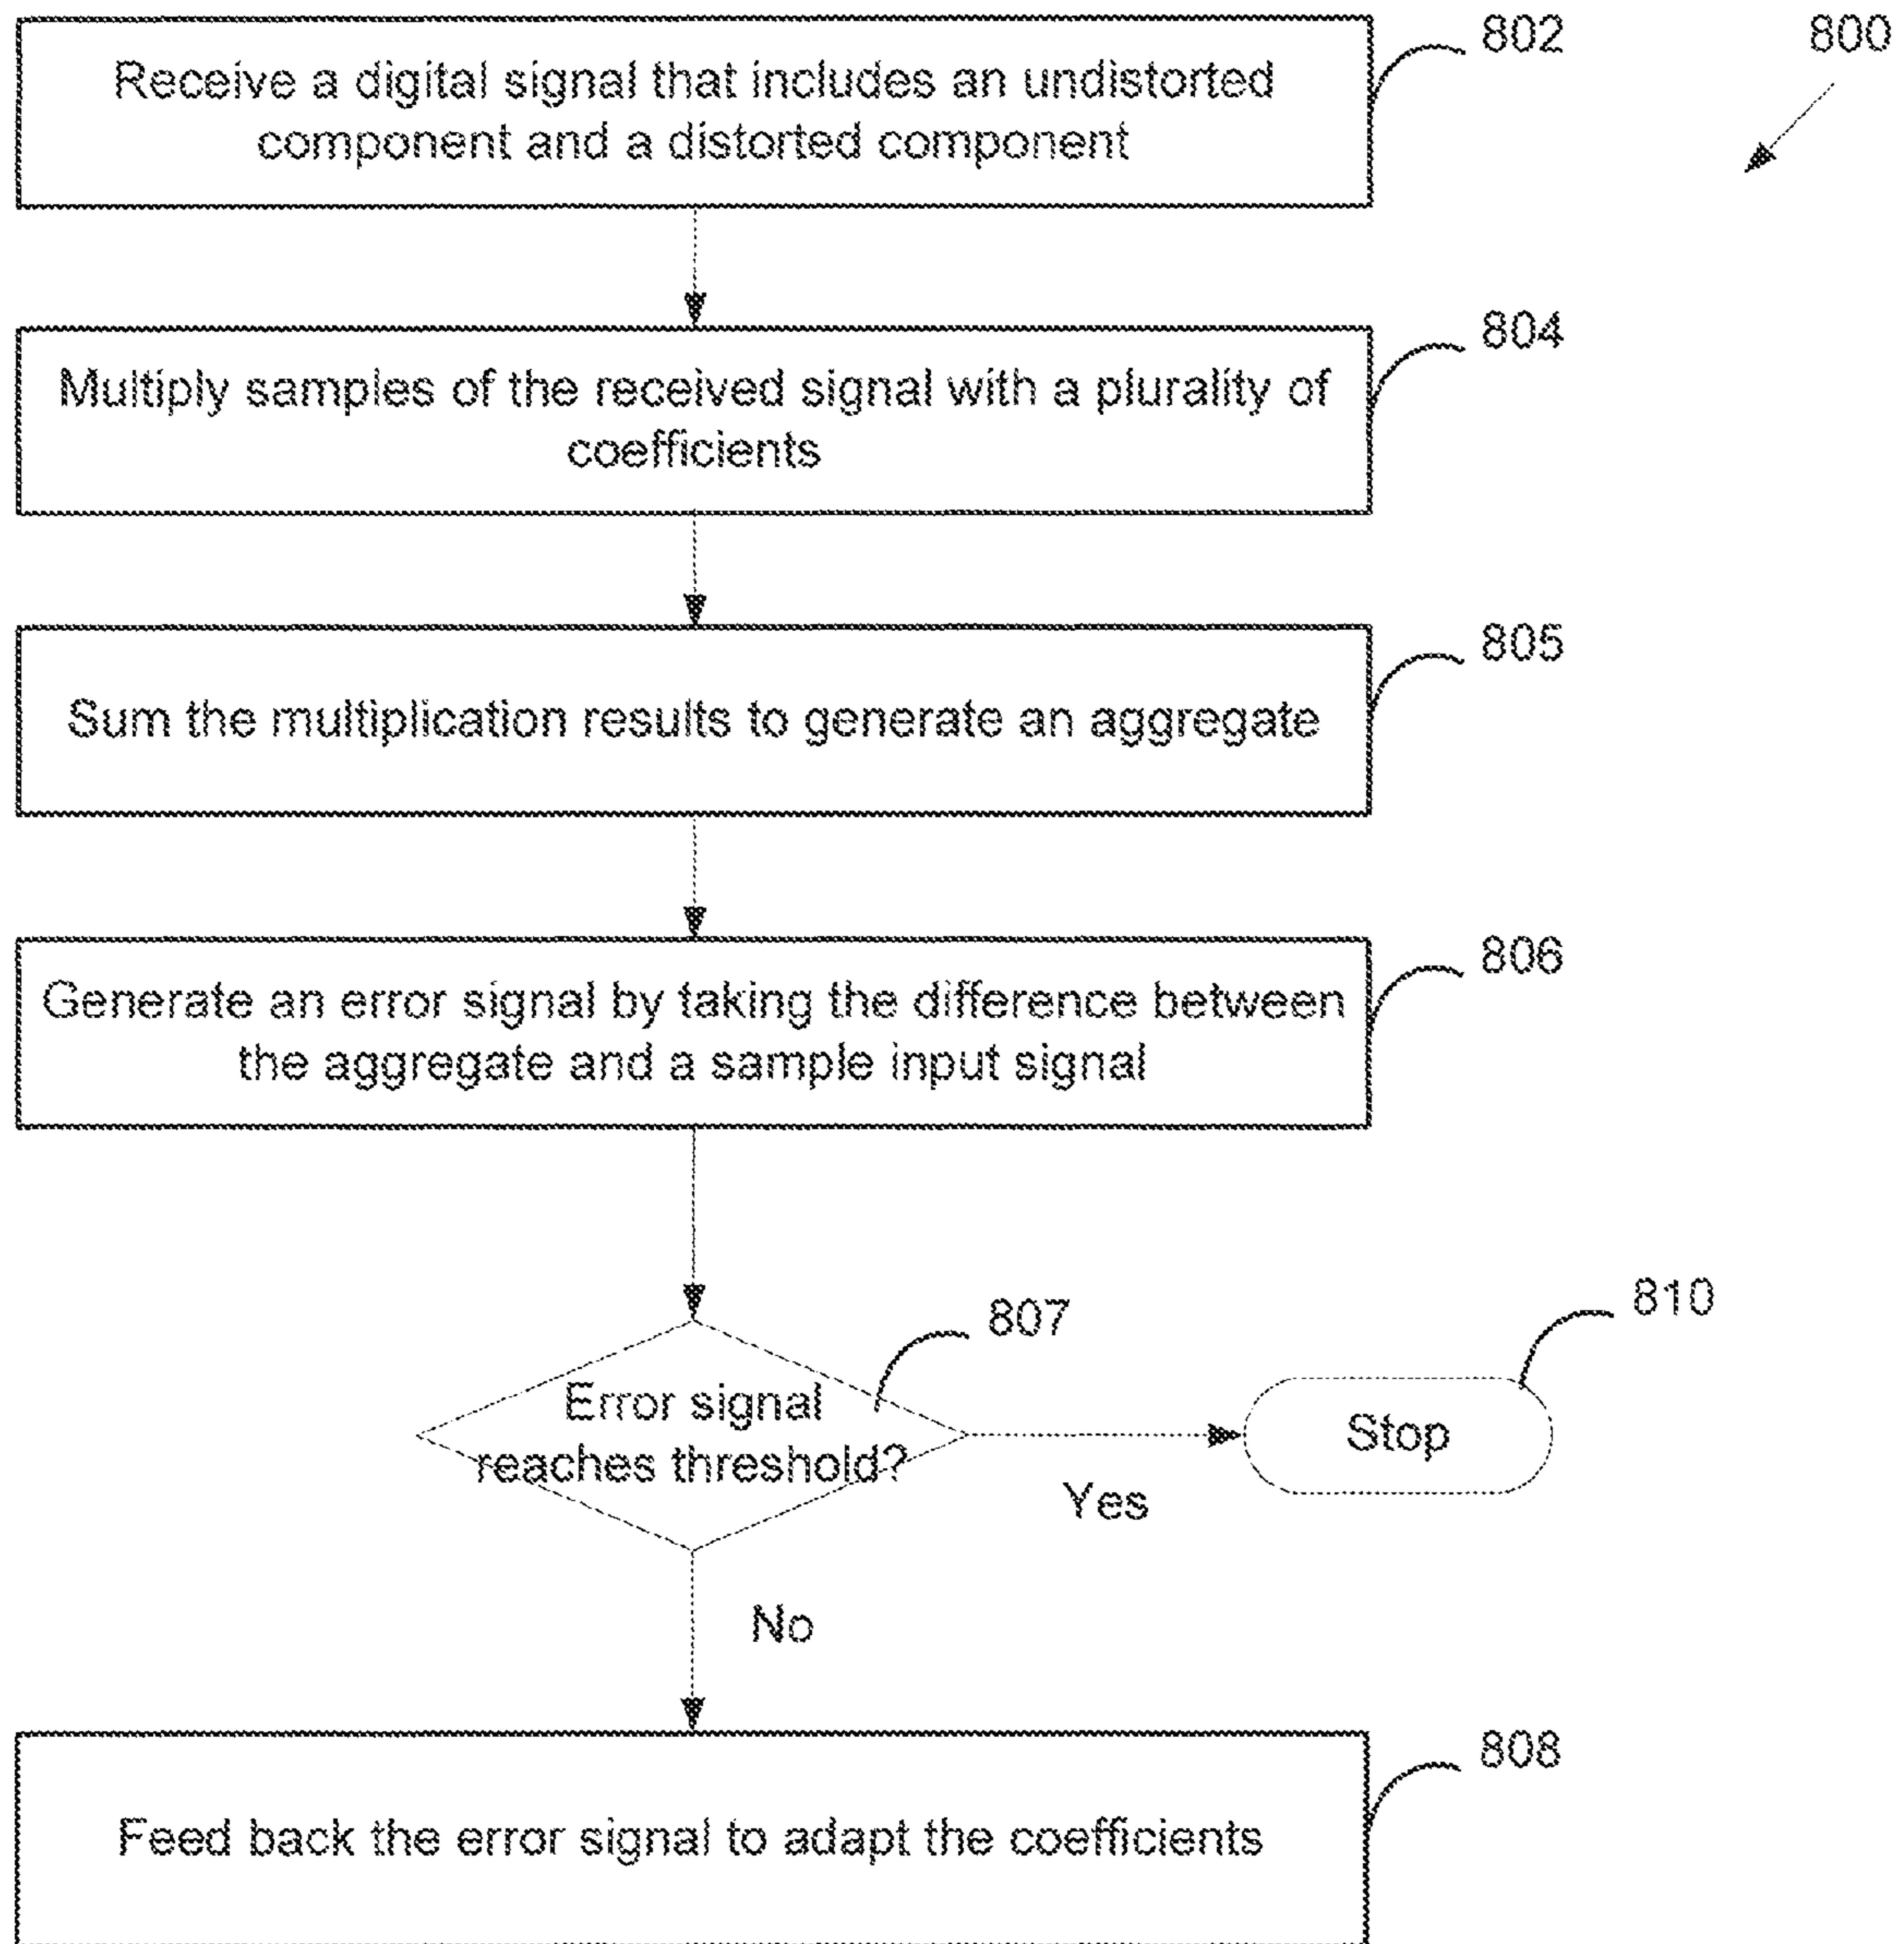 800
802
Receive a digital signal that includes an undistorted
component and a distorted component
804
Multiply samples of the received signal with a plurality of
coefficients
805
Sum the multiplication results to generate an aggregate
806
Generate an error signal by taking the difference between
the aggregate and a sample input signal
807
Error signal
reaches threshold?
810
Stop
Yes
No
808
Feed back the error signal to adapt the coefficients